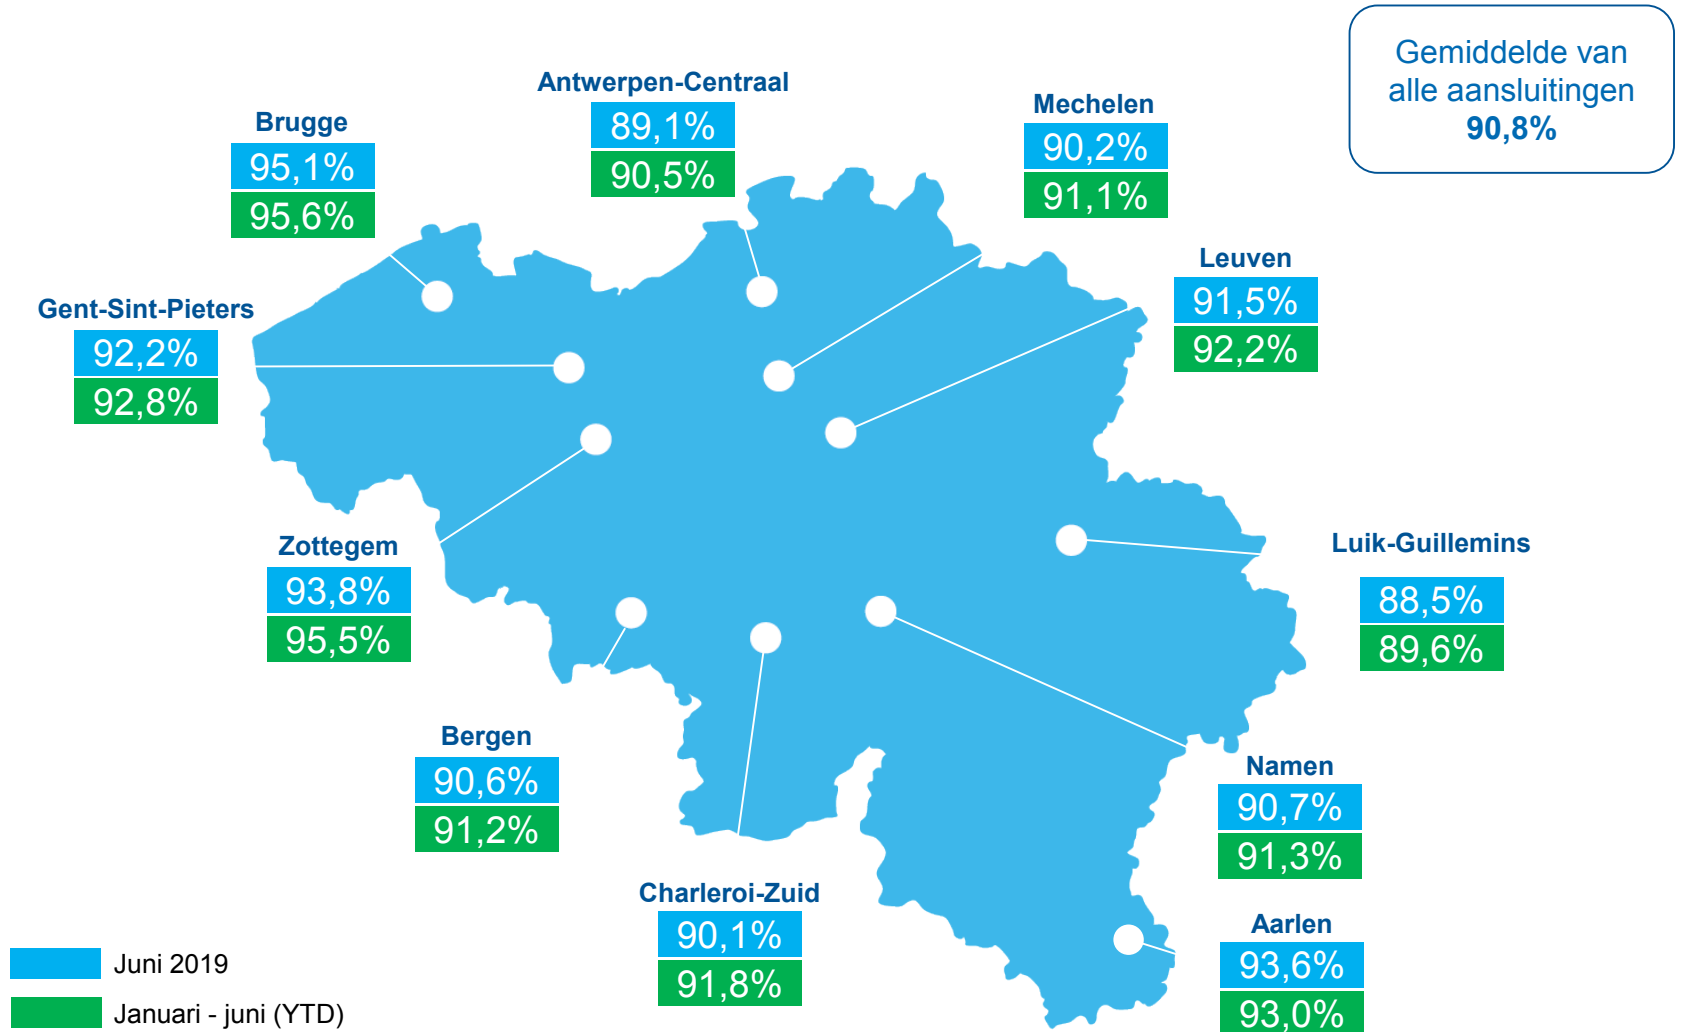 Gemiddelde van
alle aansluitingen
90,8%
Antwerpen-Centraal
89,1%
90,5%
Mechelen
90,2%
91,1%
Brugge
95,1%
95,6%
Leuven
91,5%
92,2%
Gent-Sint-Pieters
92,2%
92,8%
Zottegem
93,8%
95,5%
Luik-Guillemins
88,5%
89,6%
Bergen
90,6%
91,2%
Namen
90,7%
91,3%
Charleroi-Zuid
90,1%
91,8%
Aarlen
93,6%
93,0%
Juni 2019
Januari - juni (YTD)